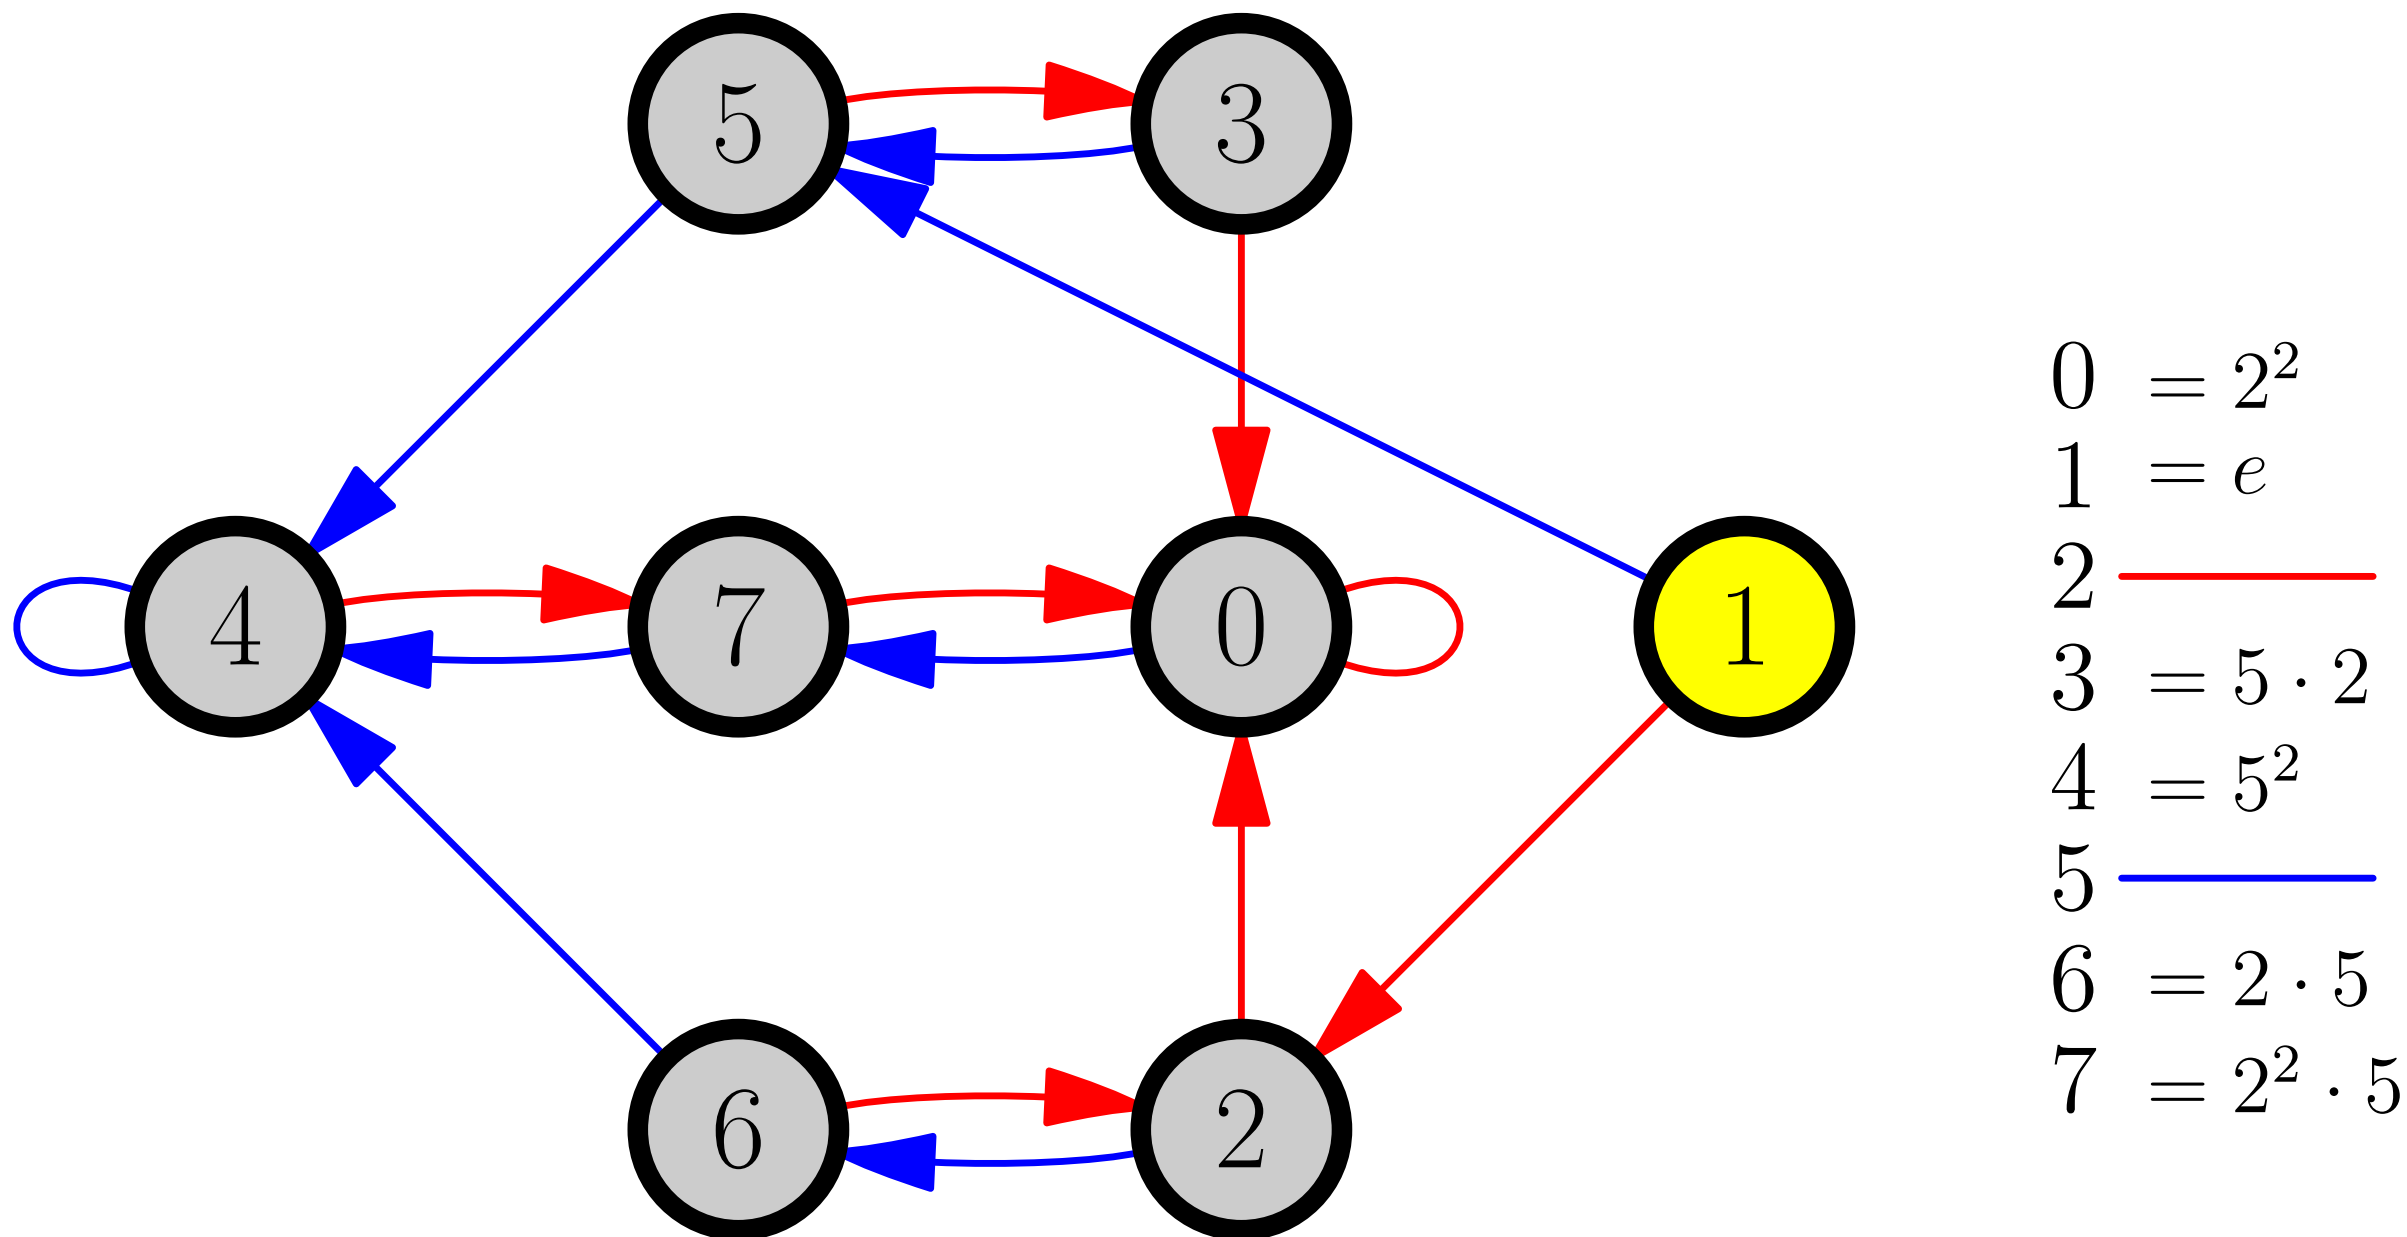 5 3
4 7 0 1
6 2
0 = 2²
1 = e
2
3 = 5 · 2
4 = 5²
5
6 = 2 · 5
7 = 2² · 5